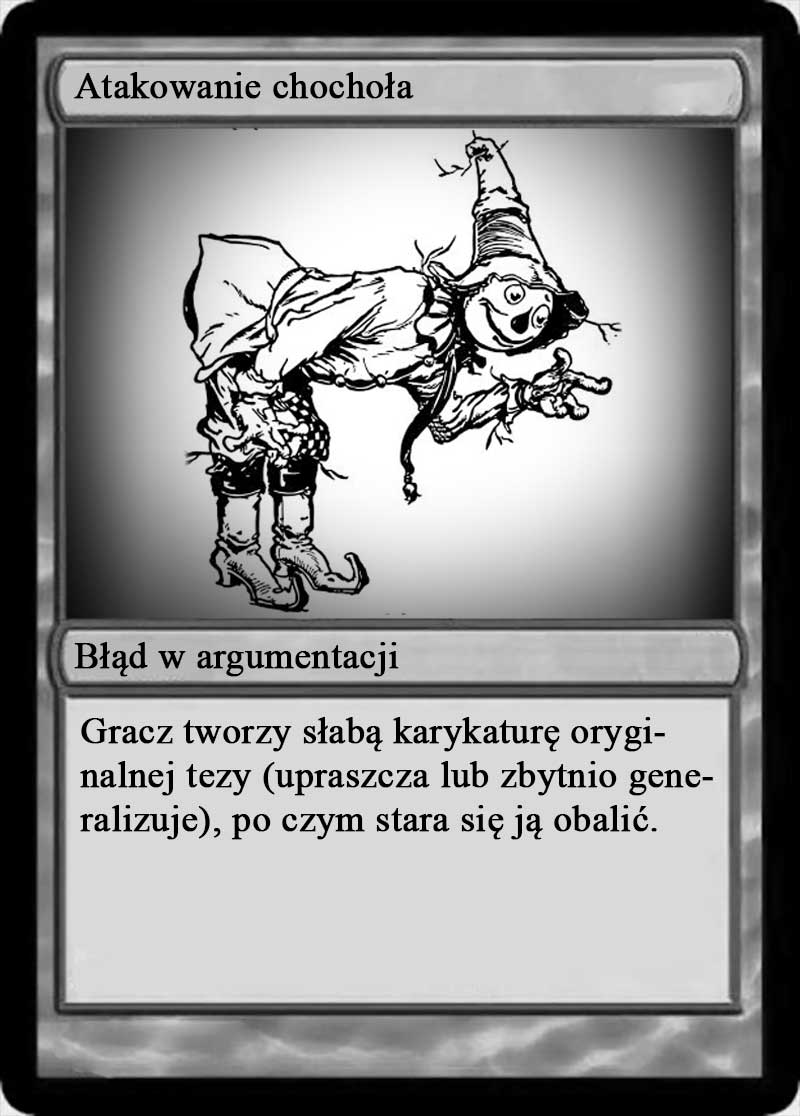 Atakowanie chochoła
Błąd w argumentacji
Gracz tworzy słabą karykaturę orygi-
nalnej tezy (upraszcza lub zbytnio gene-
ralizuje), po czym stara się ją obalić.